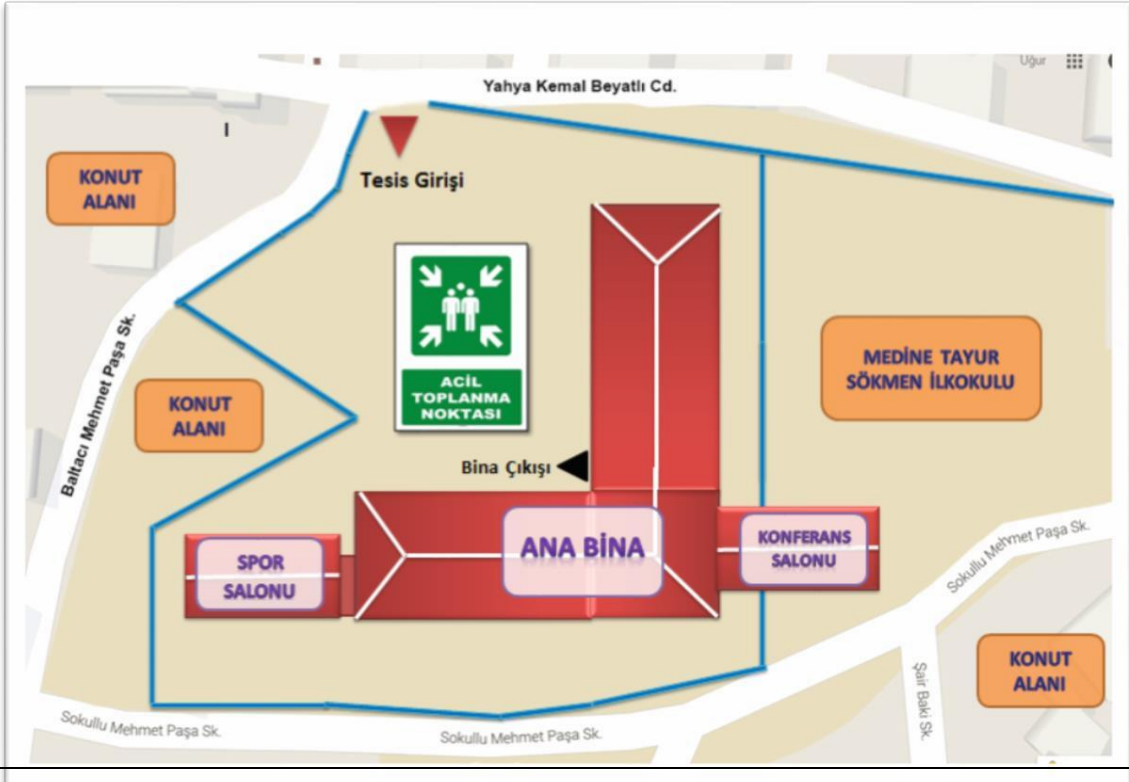 Uğur
Yahya Kemal Beyatlı Cd.
I
Tesis Girişi
KONUT
ALANI
Baltacı Mehmet Paşa Sk.
KONUT
ALANI
ACİL
TOPLANMA
NOKTASI
MEDİNE TAYUR
SÖKMEN İLKOKULU
Bina Çıkışı
SPOR
SALONU
ANA BİNA
KONFERANS
SALONU
Sokullu Mehmet Paşa Sk.
KONUT
ALANI
Şair Baki Sk.
Sokullu Mehmet Paşa Sk.
Sokullu Mehmet Paşa Sk.